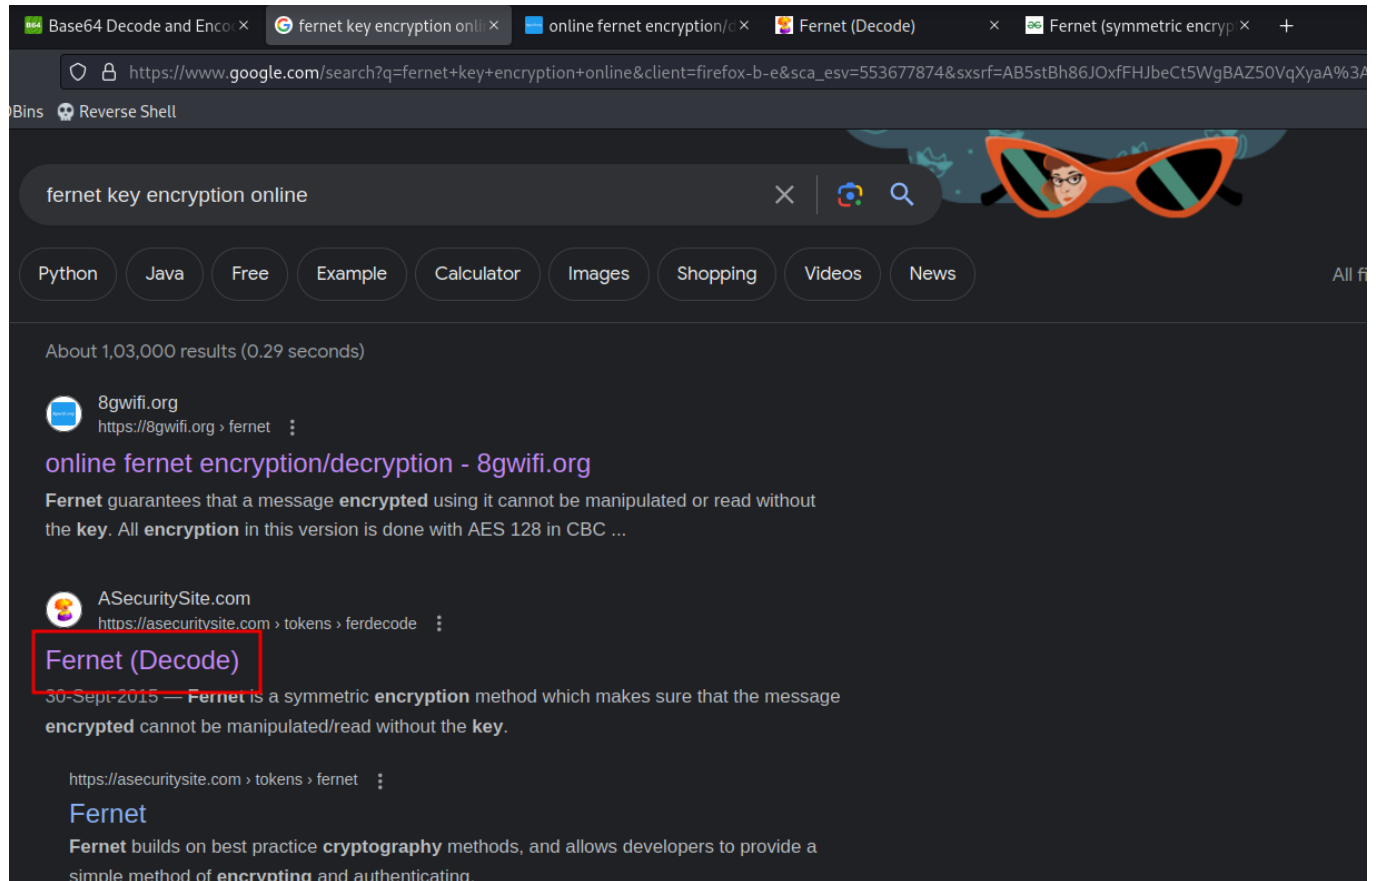 Base64 Decode and Enco
fernet key encryption onli
online fernet encryption/d
Fernet (Decode)
Fernet (symmetric encryp
https://www.google.com/search?q=fernet+key+encryption+online&client=firefox-b-e&sca_esv=553677874&sxsrf=AB5stBh86JOxfFHJbeCt5WgBAZ50VqXyaA%3A
Bins
Reverse Shell
fernet key encryption online
Python
Java
Free
Example
Calculator
Images
Shopping
Videos
News
All fi
About 1,03,000 results (0.29 seconds)
8gwifi.org
https://8gwifi.org › fernet
online fernet encryption/decryption - 8gwifi.org
Fernet guarantees that a message encrypted using it cannot be manipulated or read without
the key. All encryption in this version is done with AES 128 in CBC ...
ASecuritySite.com
https://asecuritysite.com › tokens › ferdecode
Fernet (Decode)
30-Sept-2015 — Fernet is a symmetric encryption method which makes sure that the message
encrypted cannot be manipulated/read without the key.
https://asecuritysite.com › tokens › fernet
Fernet
Fernet builds on best practice cryptography methods, and allows developers to provide a
simple method of encrypting and authenticating.